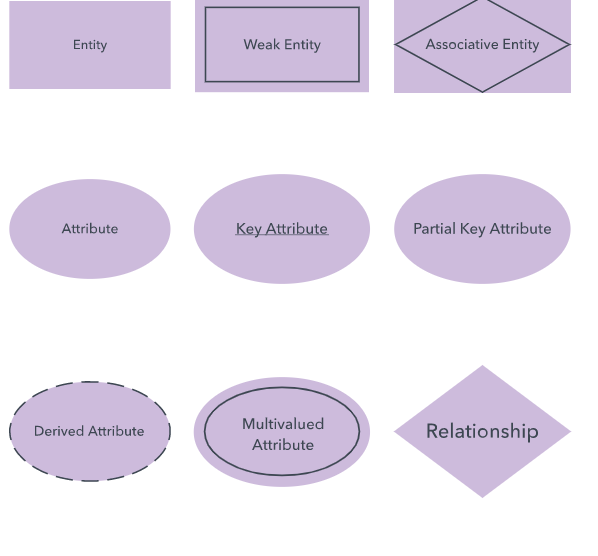 Entity
Weak Entity
Associative Entity
Attribute
Key Attribute
Partial Key Attribute
Derived Attribute
Multivalued
Attribute
Relationship